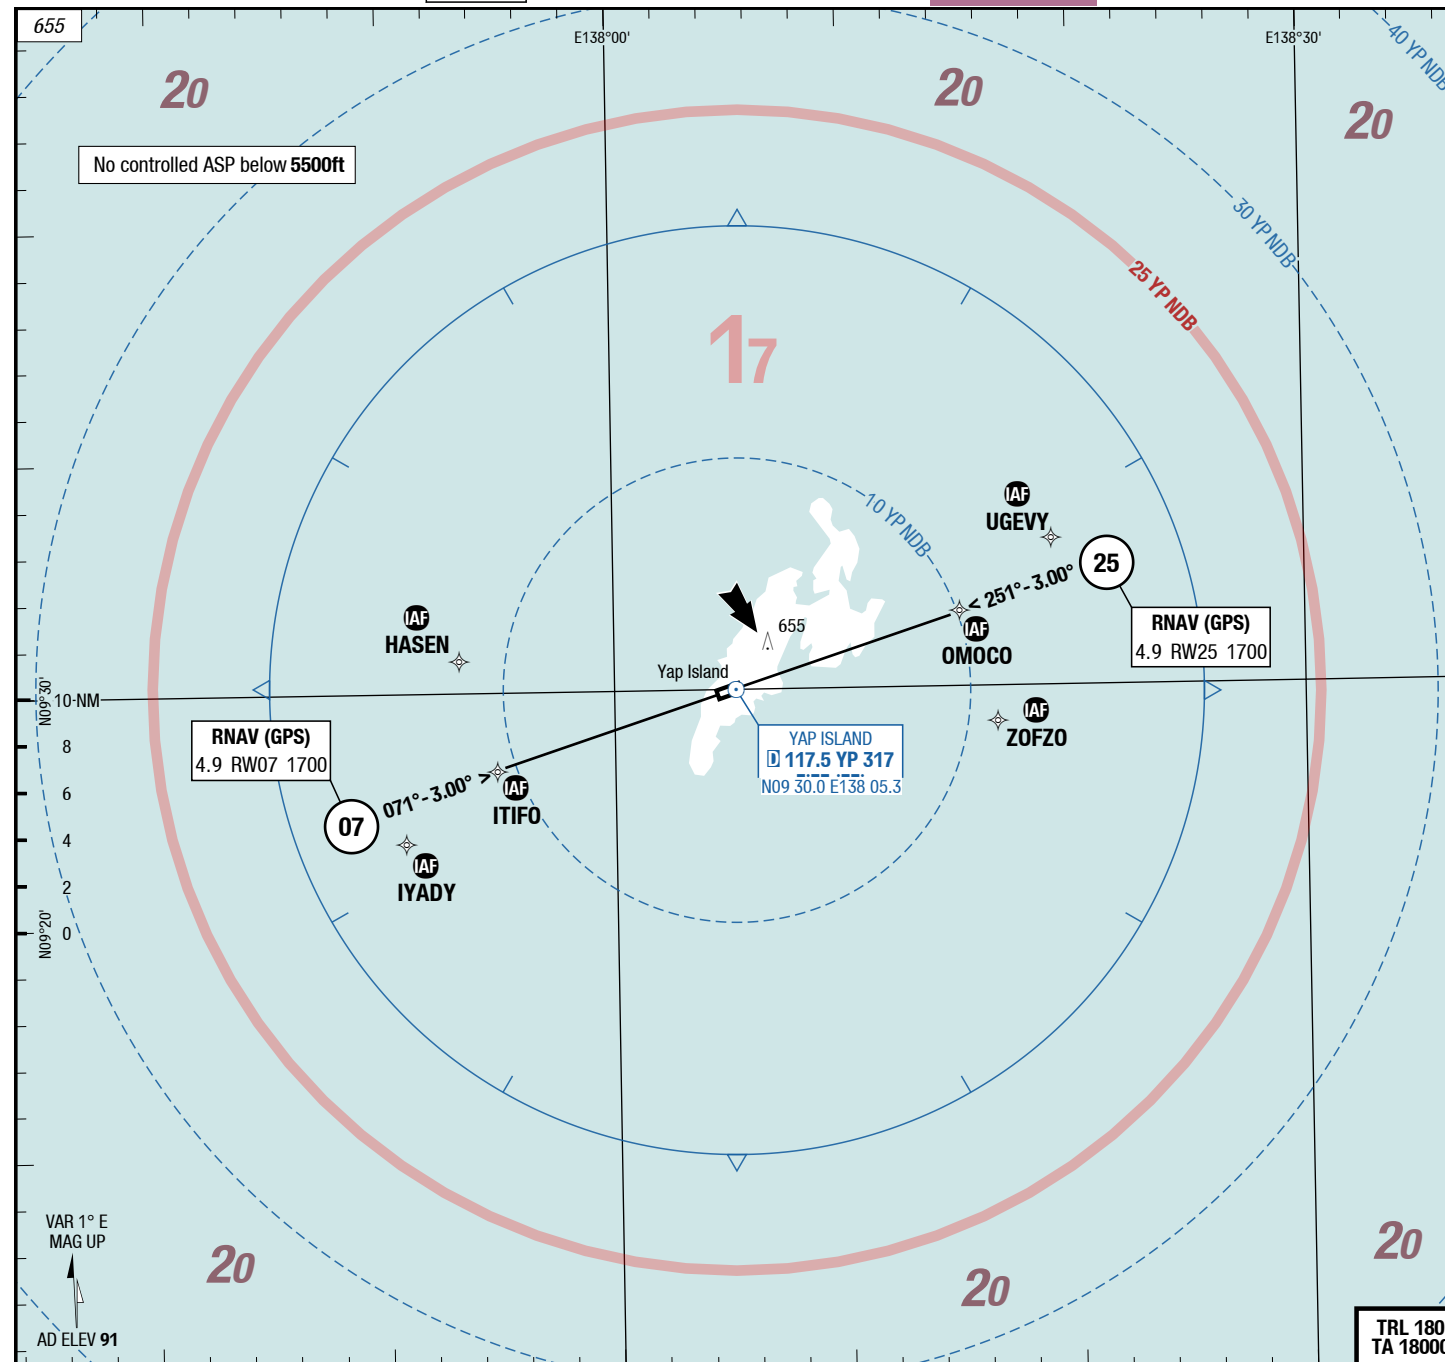 655
E138°00'
E138°30'
40 YP NDB
20
20
20
No controlled ASP below 5500ft
30 YP NDB
25 YP NDB
17
10 YP NDB
IAF
UGEVY
25
251°-3.00°
IAF
HASEN
655
IAF
OMOCO
RNAV (GPS)
4.9 RW25 1700
Yap Island
N09°30'
10-NM
IAF
ZOFZO
RNAV (GPS)
4.9 RW07 1700
YAP ISLAND
D 117.5 YP 317
N09 30.0 E138 05.3
8
6
4
2
0
071°-3.00°
IAF
ITIFO
07
IAF
IYADY
N09°20'
VAR 1° E
MAG UP
20
20
20
AD ELEV 91
TRL 180
TA 18000